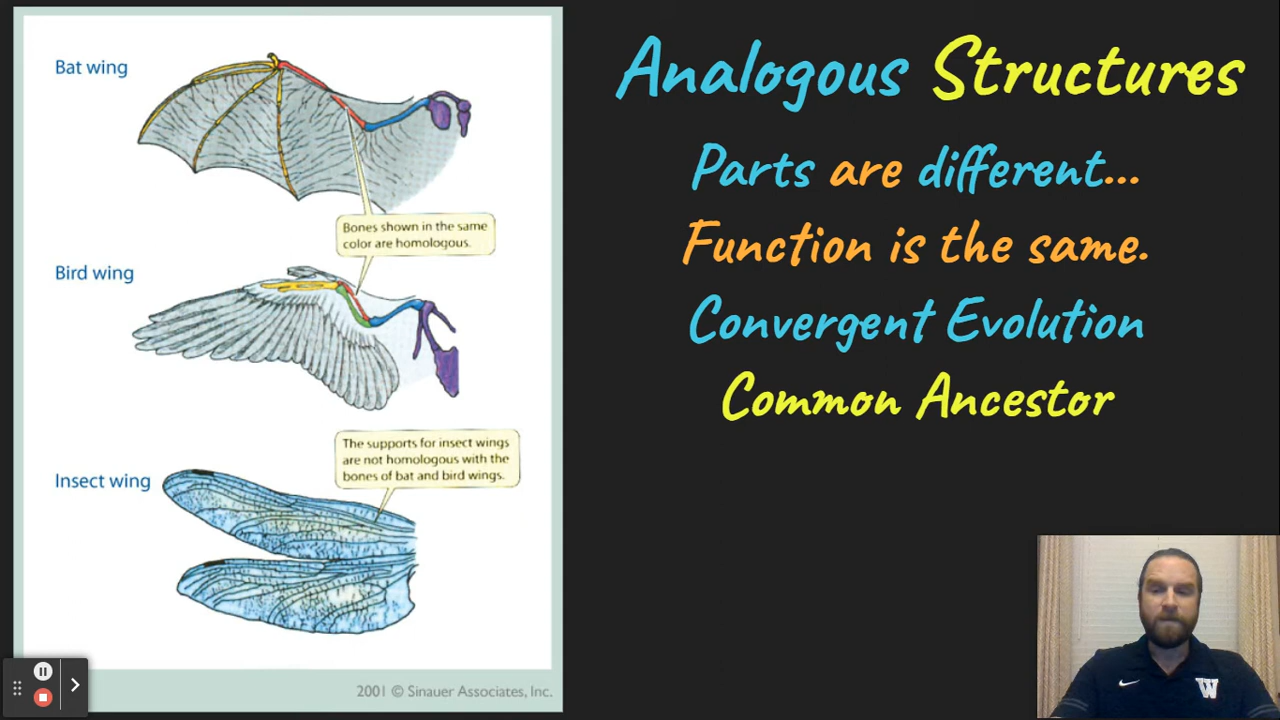 Analogous Structures
Parts are different...
Function is the same.
Convergent Evolution
Common Ancestor
Bat wing
Bones shown in the same
color are homologous.
Bird wing
The supports for insect wings
are not homologous with the
bones of bat and bird wings.
Insect wing
2001 © Sinauer Associates, Inc.
W